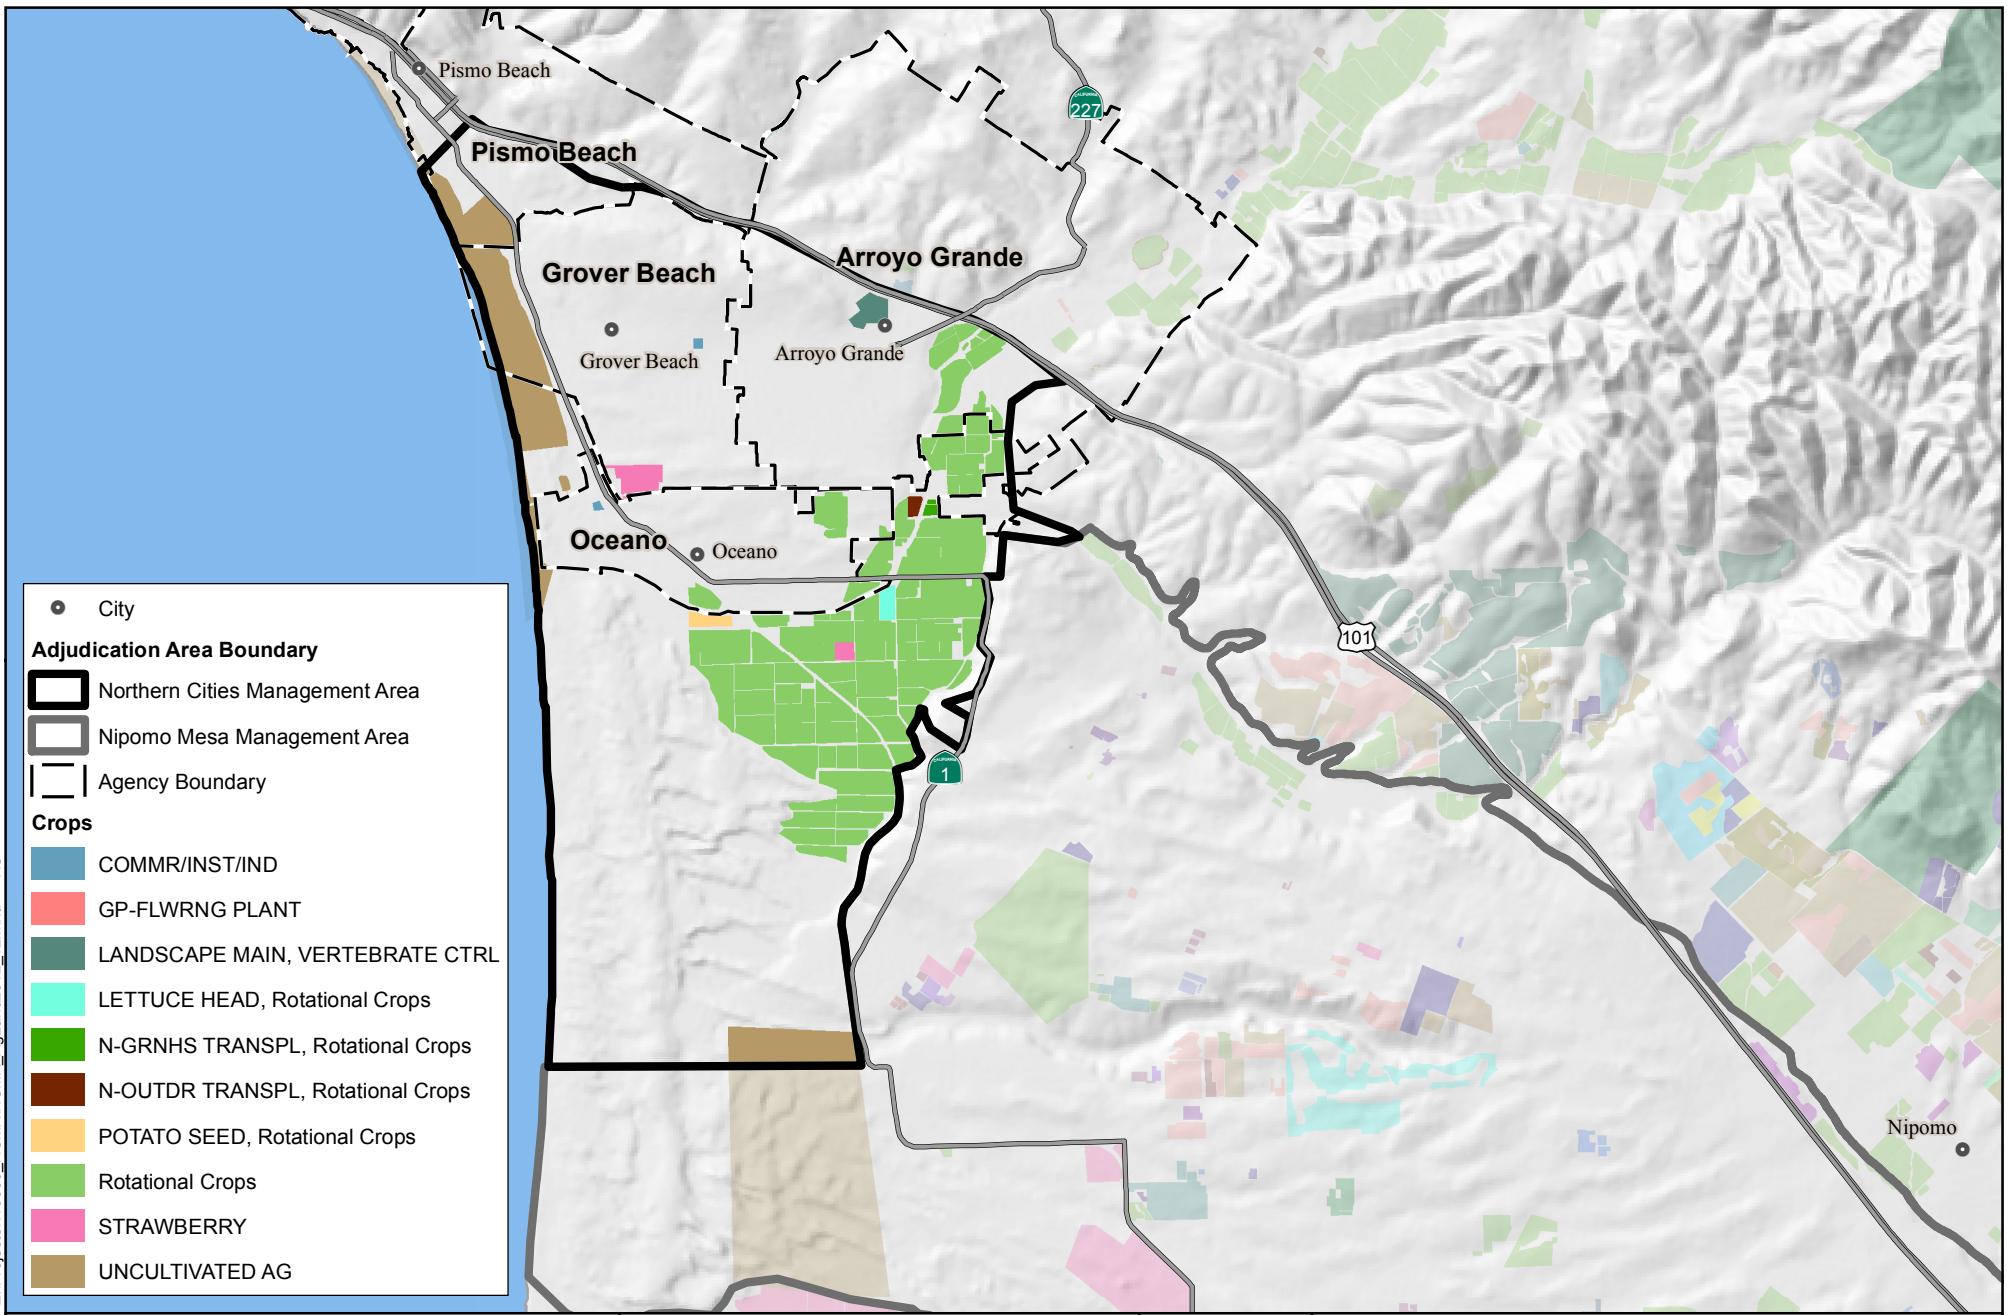 Pismo Beach
CALIFORNIA
227
Pismo Beach
Arroyo Grande
Grover Beach
Grover Beach
Arroyo Grande
Oceano
Oceano
101
CALIFORNIA
1
Nipomo
City
Adjudication Area Boundary
Northern Cities Management Area
Nipomo Mesa Management Area
Agency Boundary
Crops
COMMR/INST/IND
GP-FLWRNG PLANT
LANDSCAPE MAIN, VERTEBRATE CTRL
LETTUCE HEAD, Rotational Crops
N-GRNHS TRANSPL, Rotational Crops
N-OUTDR TRANSPL, Rotational Crops
POTATO SEED, Rotational Crops
Rotational Crops
STRAWBERRY
UNCULTIVATED AG